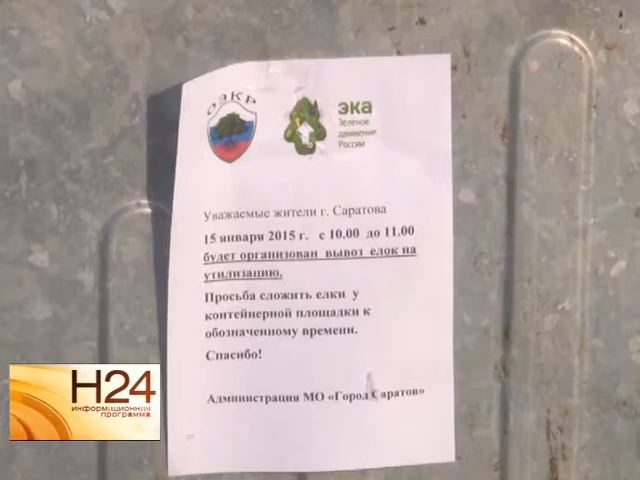 ОЭКР
эка
Зеленое
движение
России
Уважаемые жители г. Саратова
15 января 2015 г. с 10.00 до 11.00
будет организован вывоз елок на
утилизацию.
Просьба сложить елки у
контейнерной площадки к
обозначенному времени.
Спасибо!
Администрация МО «Город Саратов»
Н24
информационная
программа